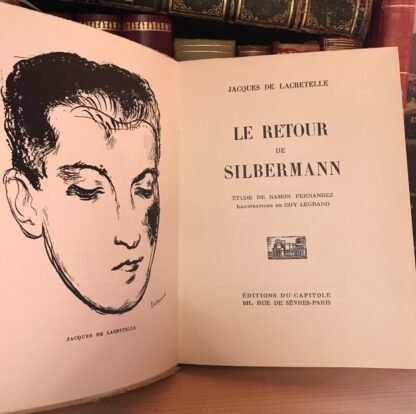 JACQUES DE LACRETELLE
JACQUES DE LACRETELLE
LE RETOUR
DE
SILBERMANN
ÉTUDE DE RAMON FERNANDEZ
ILLUSTRATIONS DE EDY LEGRAND
ÉDITIONS DU CAPITOLE
101, RUE DE SÈVRES-PARIS